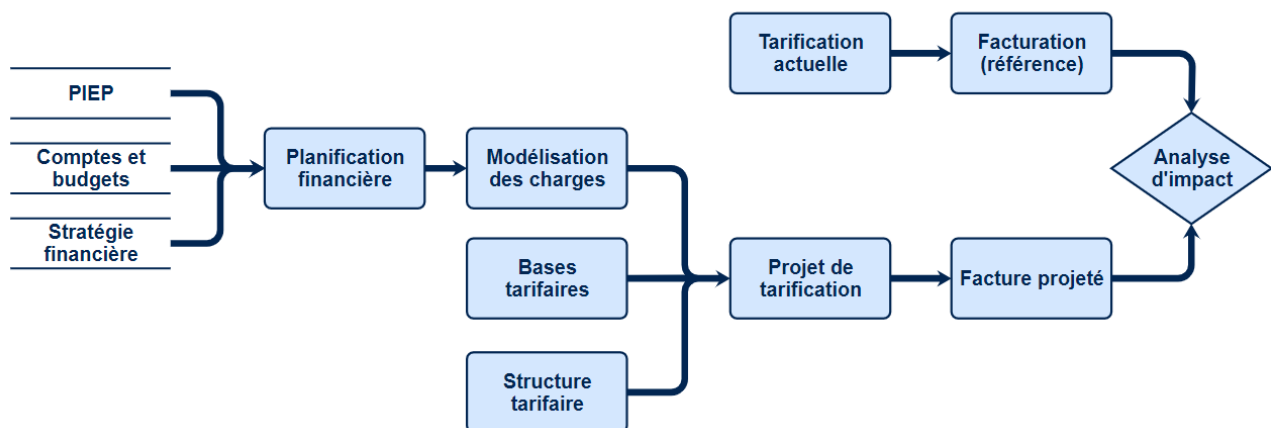 PIEP
Comptes et
budgets
Stratégie
financière
Planification
financière
Modélisation
des charges
Bases
tarifaires
Structure
tarifaire
Tarification
actuelle
Facturation
(référence)
Projet de
tarification
Facture projeté
Analyse
d'impact